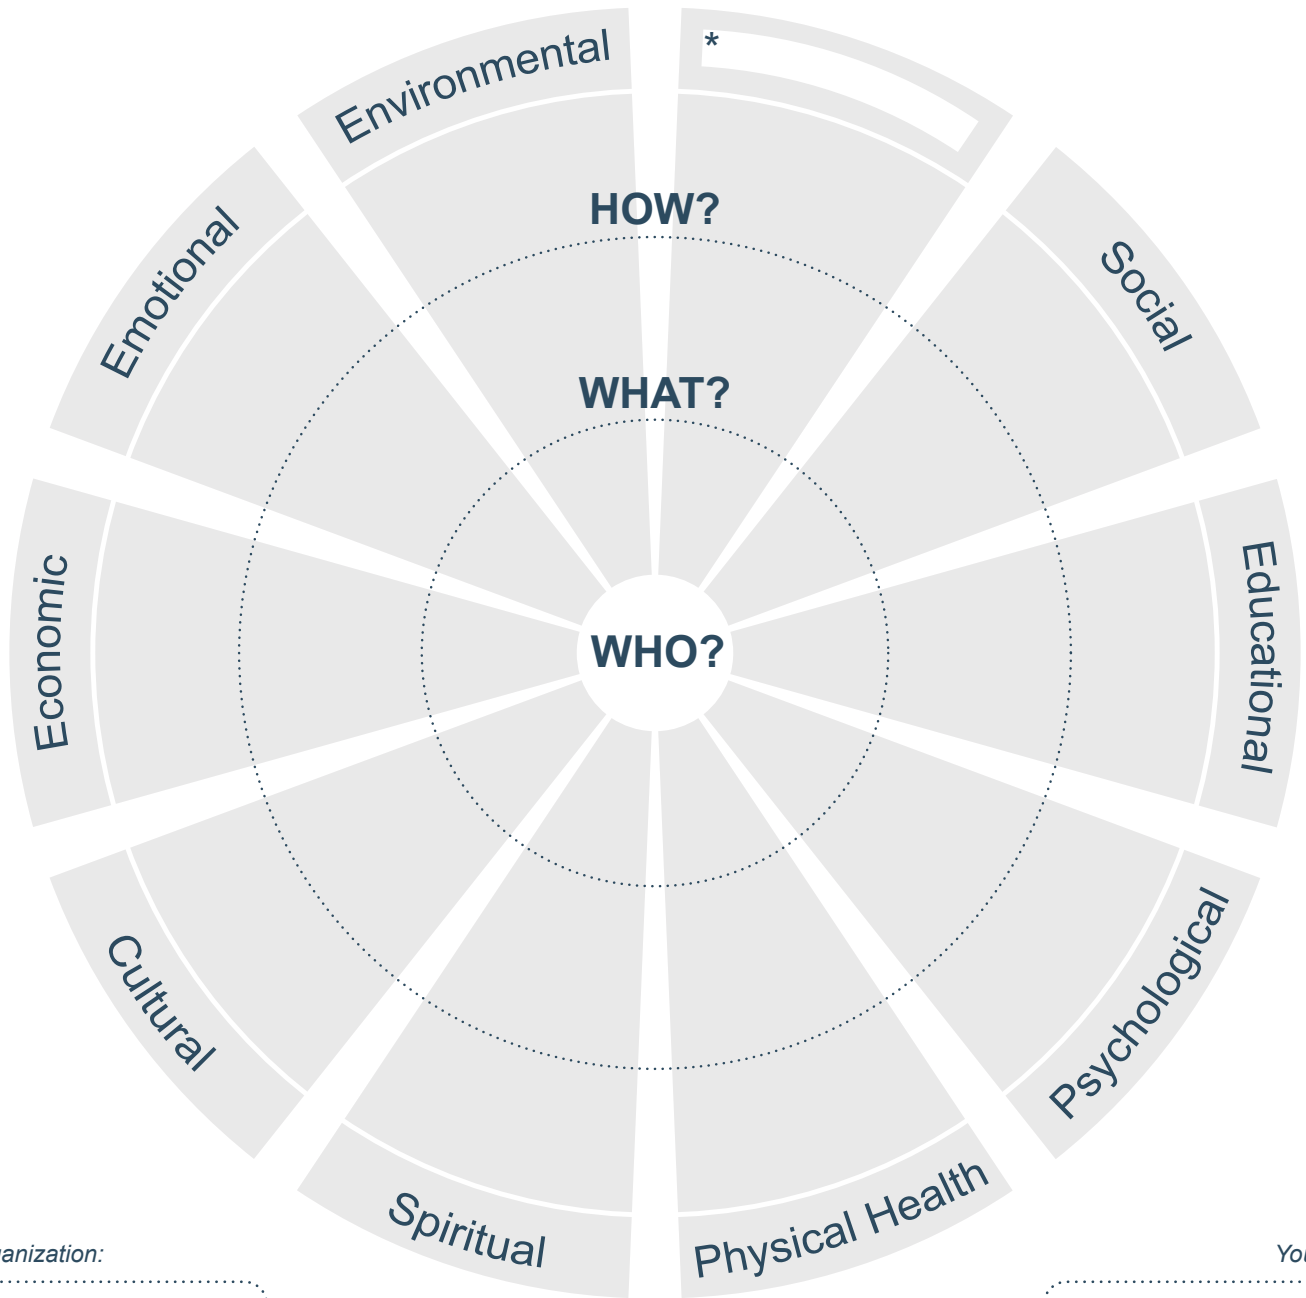 Environmental
*
HOW?
Emotional
Social
WHAT?
Economic
Educational
WHO?
Cultural
Psychological
Spiritual
Physical Health